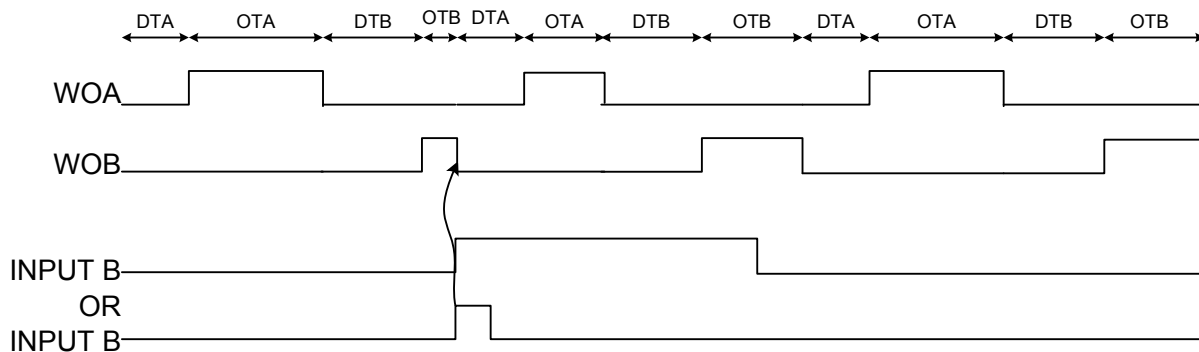 DTA OTA DTB OTB DTA OTA DTB OTB DTA OTA DTB OTB
WOA
WOB
INPUT B
OR
INPUT B